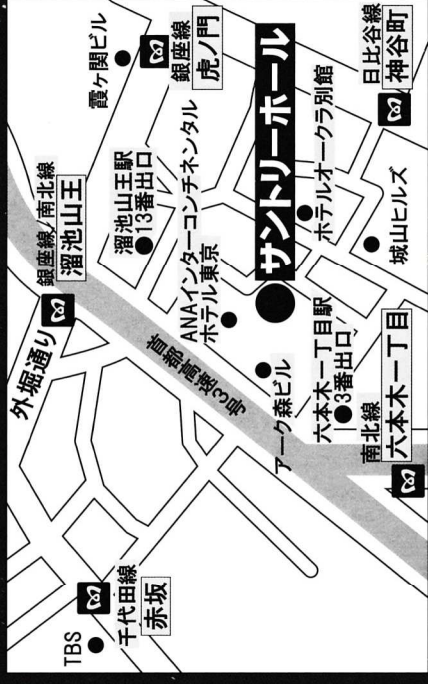 TBS
千代田線
赤坂
外堀通り
銀座線/南北線
溜池山王
霞ヶ関ビル
銀座線
虎ノ門
溜池山王駅
13番出口
ANAインターコンチネンタル
ホテル東京
首都高速3号
サントリーホール
ホテルオークラ別館
日比谷線
神谷町
城山ヒルズ
アーク森ビル
六本木一丁目駅
3番出口
南北線
六本木一丁目